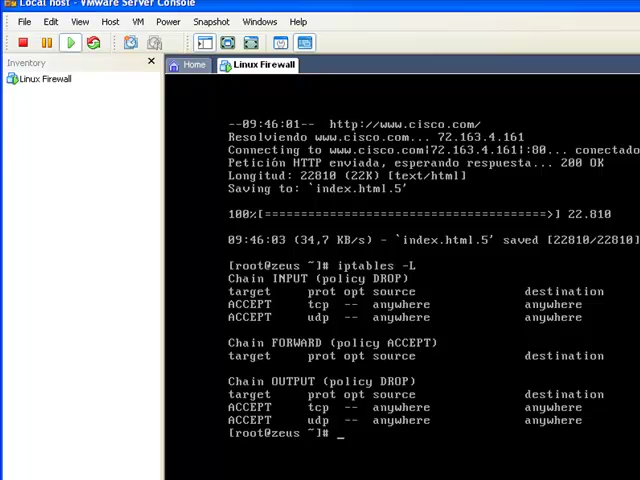 Local host - VMware Server Console
File Edit View Host VM Power Snapshot Windows Help
Inventory
Linux Firewall
Home Linux Firewall
--09:46:01-- http://www.cisco.com/
Resolviendo www.cisco.com... 72.163.4.161
Connecting to www.cisco.com|72.163.4.161|:80... conectado
Petición HTTP enviada, esperando respuesta... 200 OK
Longitud: 22810 (22K) [text/html]
Saving to: `index.html.5'
100%[======================================>] 22.810
09:46:03 (34,7 KB/s) - `index.html.5' saved [22810/22810]
[root@zeus ~]# iptables -L
Chain INPUT (policy DROP)
target prot opt source destination
ACCEPT tcp -- anywhere anywhere
ACCEPT udp -- anywhere anywhere
Chain FORWARD (policy ACCEPT)
target prot opt source destination
Chain OUTPUT (policy DROP)
target prot opt source destination
ACCEPT tcp -- anywhere anywhere
ACCEPT udp -- anywhere anywhere
[root@zeus ~]# _